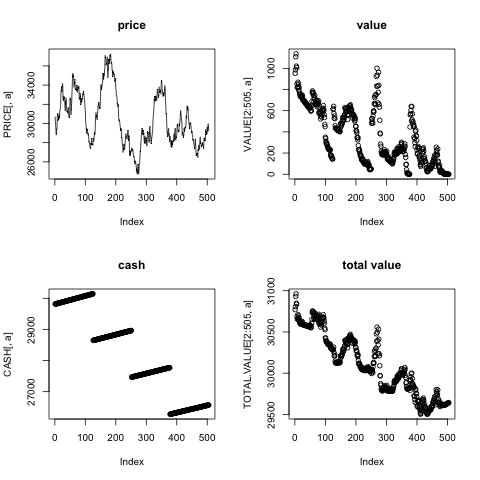 price
PRICE[, a]
26000 30000 34000
0 100 200 300 400 500
Index
value
VALUE[2:505, a]
0 200 600 1000
0 100 200 300 400 500
Index
cash
CASH[, a]
27000 29000
0 100 200 300 400 500
Index
total value
TOTAL.VALUE[2:505, a]
29500 30000 30500 31000
0 100 200 300 400 500
Index